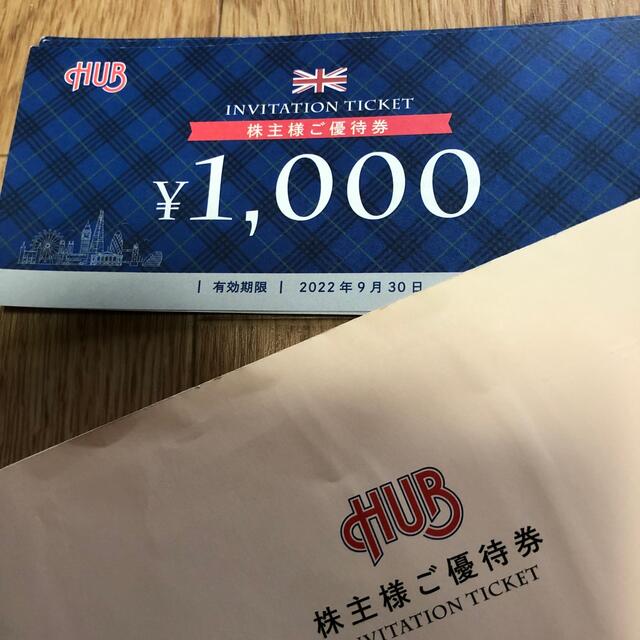 HUB
INVITATION TICKET
株主様ご優待券
¥1,000
| 有効期限 | 2022年9月30日
HUB
株主様ご優待券
INVITATION TICKET